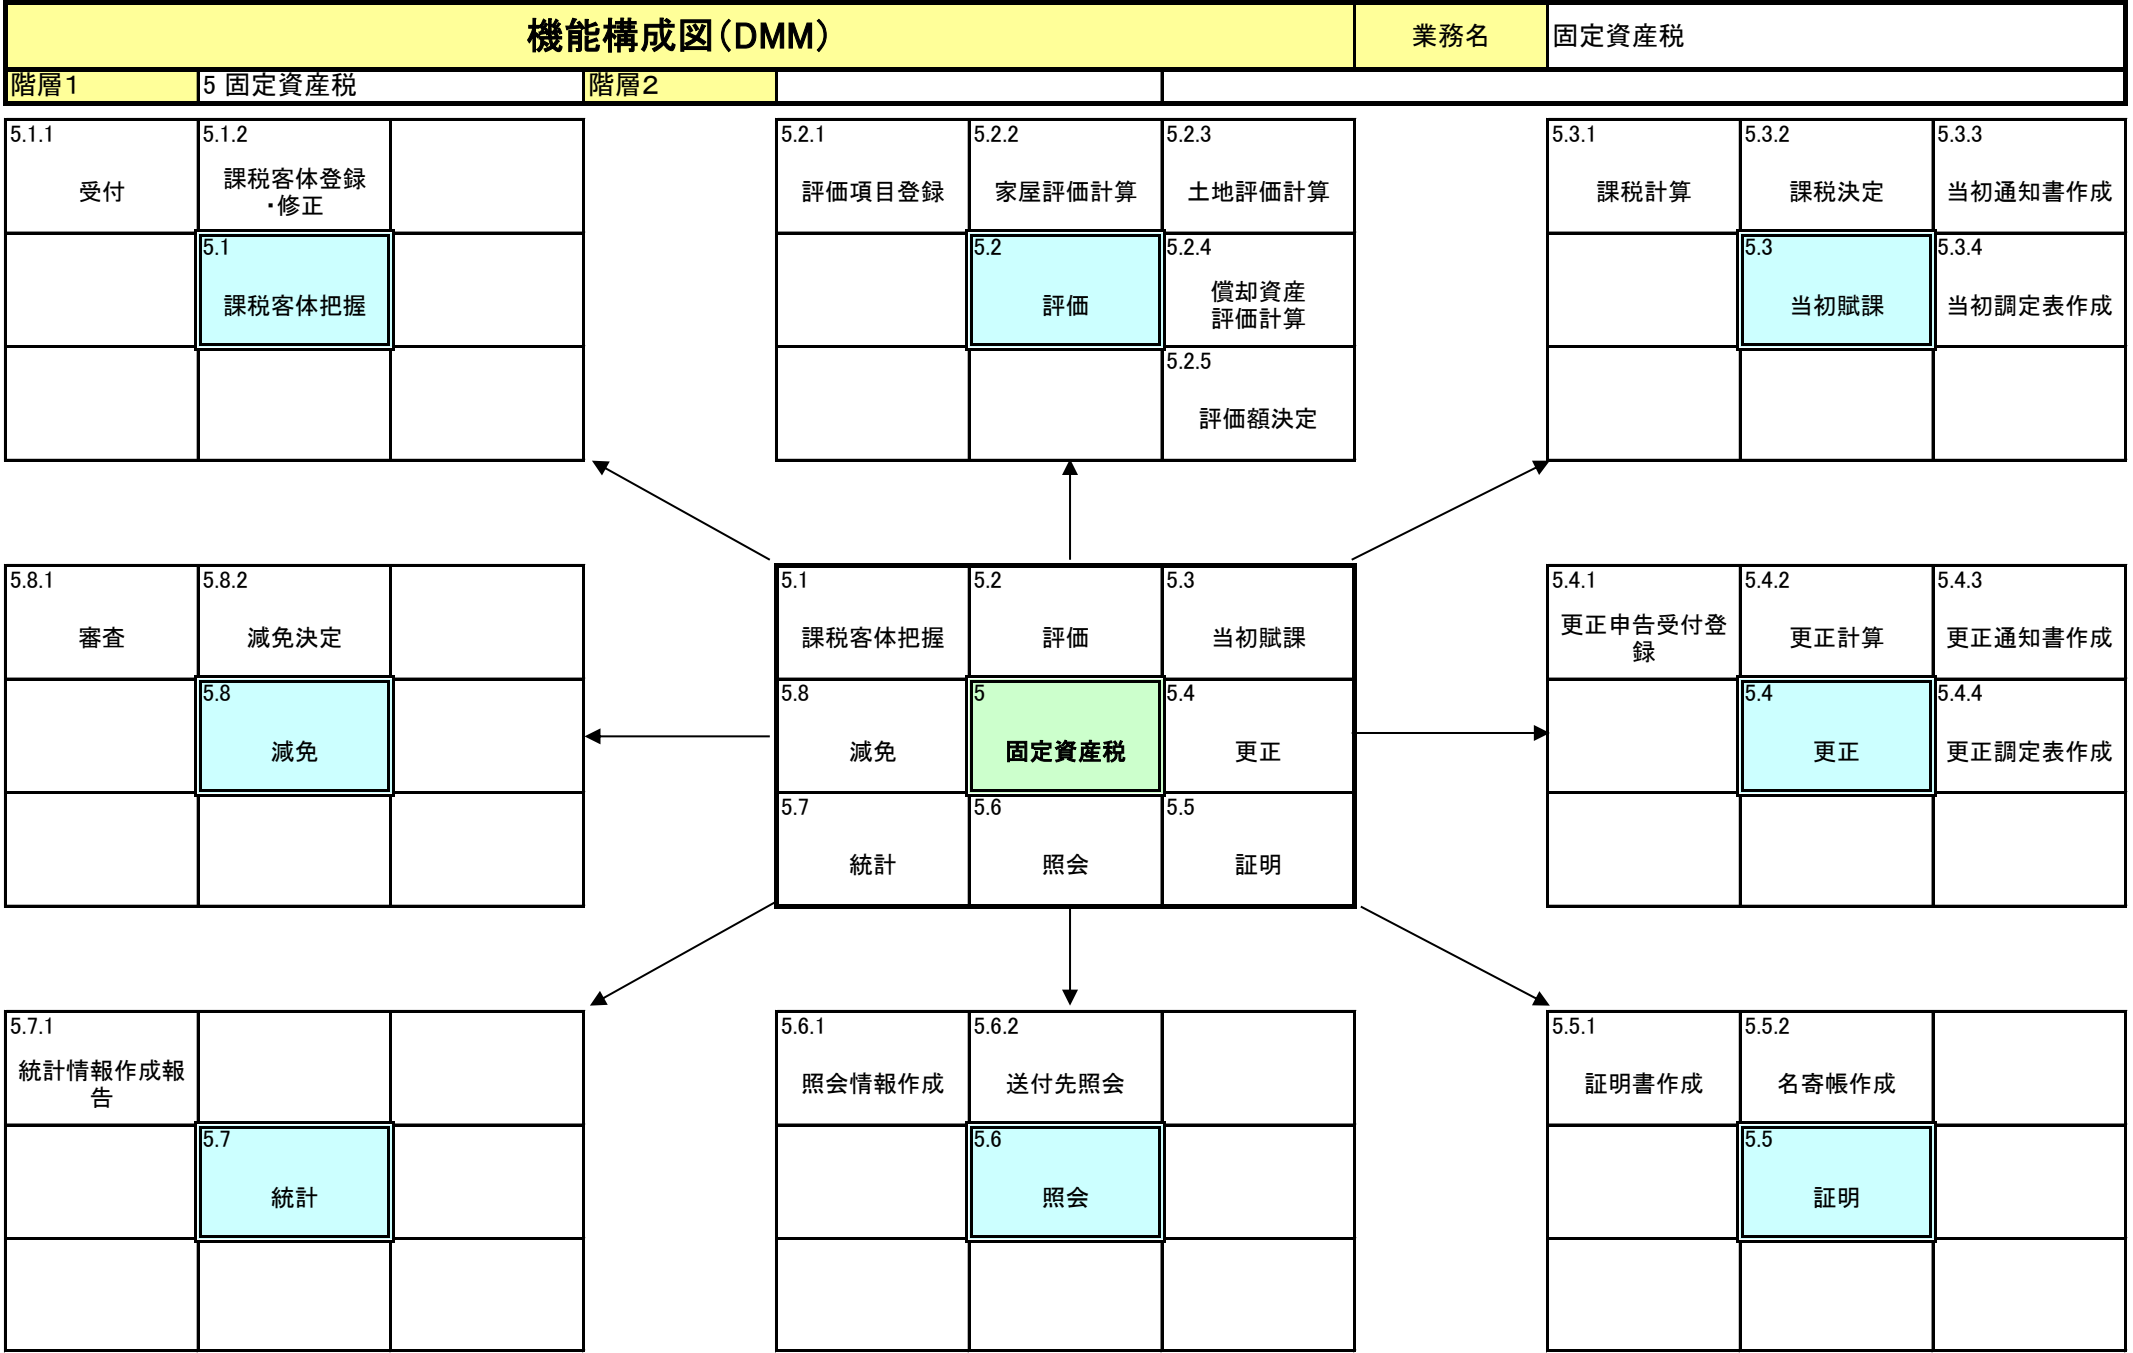 機能構成図(DMM)
業務名
固定資産税
階層1
5 固定資産税
階層2
5.1.1
受付
5.1.2
課税客体登録
・修正
5.1
課税客体把握
5.2.1
評価項目登録
5.2.2
家屋評価計算
5.2.3
土地評価計算
5.2
評価
5.2.4
償却資産
評価計算
5.2.5
評価額決定
5.3.1
課税計算
5.3.2
課税決定
5.3.3
当初通知書作成
5.3
当初賦課
5.3.4
当初調定表作成
5.8.1
審査
5.8.2
減免決定
5.8
減免
5.1
課税客体把握
5.2
評価
5.3
当初賦課
5.8
減免
5
固定資産税
5.4
更正
5.7
統計
5.6
照会
5.5
証明
5.4.1
更正申告受付登
録
5.4.2
更正計算
5.4.3
更正通知書作成
5.4
更正
5.4.4
更正調定表作成
5.7.1
統計情報作成報
告
5.7
統計
5.6.1
照会情報作成
5.6.2
送付先照会
5.6
照会
5.5.1
証明書作成
5.5.2
名寄帳作成
5.5
証明